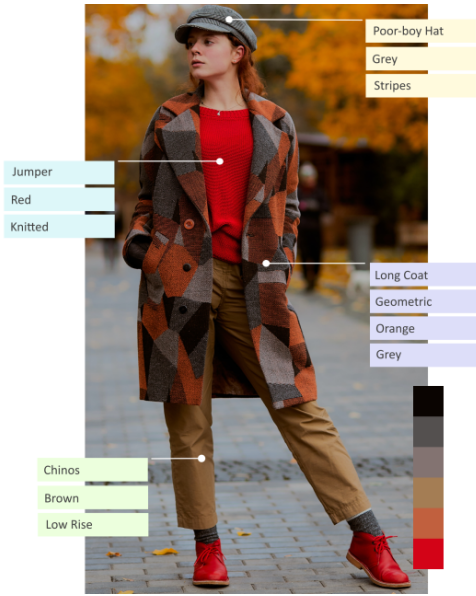 Poor-boy Hat
Grey
Stripes
Jumper
Red
Knitted
Long Coat
Geometric
Orange
Grey
Chinos
Brown
Low Rise